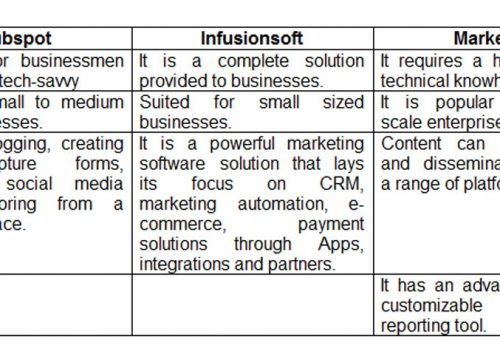 ubspot Infusionsoft Marke
or businessmen
tech-savvy
mall to medium
esses.
ogging, creating
pture forms,
social media
oring from a
ace.
It is a complete solution
provided to businesses.
Suited for small sized
businesses.
It is a powerful marketing
software solution that lays
its focus on CRM,
marketing automation, e-
commerce, payment
solutions through Apps,
integrations and partners.
It requires a h
technical knowh
It is popular
scale enterprise
Content can
and dissemina
a range of platfo
It has an adva
customizable
reporting tool.